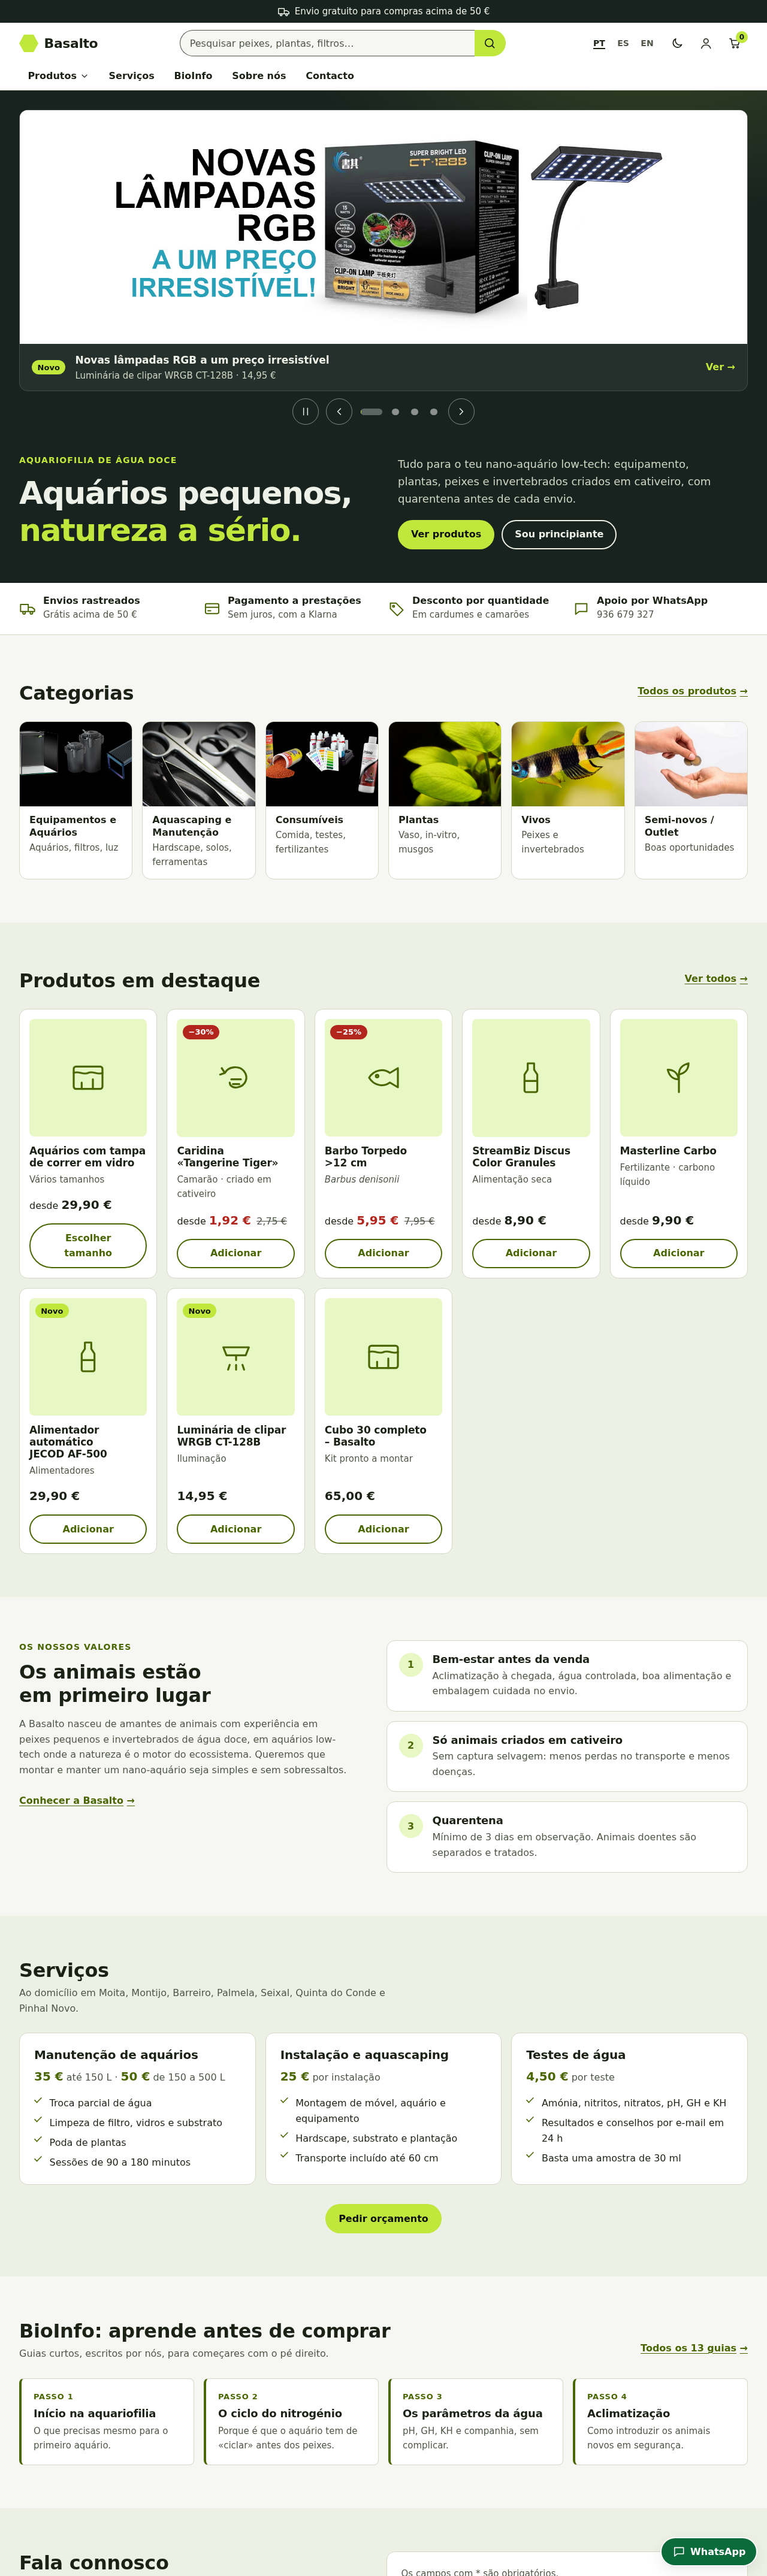 Envio gratuito para compras acima de 50 €
Basalto
Pesquisar peixes, plantas, filtros…
PT ES EN
0
Produtos Serviços BioInfo Sobre nós Contacto
NOVAS
LÂMPADAS
RGB
A UM PREÇO
IRRESISTÍVEL!
SUPER BRIGHT LED
CT-128B
15
WATTS
LIFE SPECTRUM CHIP
CLIP-ON LAMP
SUPER
BRIGHT
CLIP-ON LAMP
Novo
Novas lâmpadas RGB a um preço irresistível
Luminária de clipar WRGB CT-128B · 14,95 €
Ver →
AQUARIOFILIA DE ÁGUA DOCE
Aquários pequenos,
natureza a sério.
Tudo para o teu nano-aquário low-tech: equipamento,
plantas, peixes e invertebrados criados em cativeiro, com
quarentena antes de cada envio.
Ver produtos
Sou principiante
Envios rastreados
Grátis acima de 50 €
Pagamento a prestações
Sem juros, com a Klarna
Desconto por quantidade
Em cardumes e camarões
Apoio por WhatsApp
936 679 327
Categorias
Todos os produtos →
Equipamentos e
Aquários
Aquários, filtros, luz
Aquascaping e
Manutenção
Hardscape, solos,
ferramentas
Consumíveis
Comida, testes,
fertilizantes
Plantas
Vaso, in-vitro,
musgos
Vivos
Peixes e
invertebrados
Semi-novos /
Outlet
Boas oportunidades
Produtos em destaque
Ver todos →
Aquários com tampa
de correr em vidro
Vários tamanhos
desde 29,90 €
Escolher
tamanho
−30%
Caridina
«Tangerine Tiger»
Camarão · criado em
cativeiro
desde 1,92 € 2,75 €
Adicionar
−25%
Barbo Torpedo
>12 cm
Barbus denisonii
desde 5,95 € 7,95 €
Adicionar
StreamBiz Discus
Color Granules
Alimentação seca
desde 8,90 €
Adicionar
Masterline Carbo
Fertilizante · carbono
líquido
desde 9,90 €
Adicionar
Novo
Alimentador
automático
JECOD AF-500
Alimentadores
29,90 €
Adicionar
Novo
Luminária de clipar
WRGB CT-128B
Iluminação
14,95 €
Adicionar
Cubo 30 completo
– Basalto
Kit pronto a montar
65,00 €
Adicionar
OS NOSSOS VALORES
Os animais estão
em primeiro lugar
A Basalto nasceu de amantes de animais com experiência em
peixes pequenos e invertebrados de água doce, em aquários low-
tech onde a natureza é o motor do ecossistema. Queremos que
montar e manter um nano-aquário seja simples e sem sobressaltos.
Conhecer a Basalto →
1
Bem-estar antes da venda
Aclimatização à chegada, água controlada, boa alimentação e
embalagem cuidada no envio.
2
Só animais criados em cativeiro
Sem captura selvagem: menos perdas no transporte e menos
doenças.
3
Quarentena
Mínimo de 3 dias em observação. Animais doentes são
separados e tratados.
Serviços
Ao domicílio em Moita, Montijo, Barreiro, Palmela, Seixal, Quinta do Conde e
Pinhal Novo.
Manutenção de aquários
35 € até 150 L · 50 € de 150 a 500 L
Troca parcial de água
Limpeza de filtro, vidros e substrato
Poda de plantas
Sessões de 90 a 180 minutos
Instalação e aquascaping
25 € por instalação
Montagem de móvel, aquário e
equipamento
Hardscape, substrato e plantação
Transporte incluído até 60 cm
Testes de água
4,50 € por teste
Amónia, nitritos, nitratos, pH, GH e KH
Resultados e conselhos por e-mail em
24 h
Basta uma amostra de 30 ml
Pedir orçamento
BioInfo: aprende antes de comprar
Guias curtos, escritos por nós, para começares com o pé direito.
Todos os 13 guias →
PASSO 1
Início na aquariofilia
O que precisas mesmo para o
primeiro aquário.
PASSO 2
O ciclo do nitrogénio
Porque é que o aquário tem de
«ciclar» antes dos peixes.
PASSO 3
Os parâmetros da água
pH, GH, KH e companhia, sem
complicar.
PASSO 4
Aclimatização
Como introduzir os animais
novos em segurança.
Fala connosco
Os campos com * são obrigatórios.
WhatsApp